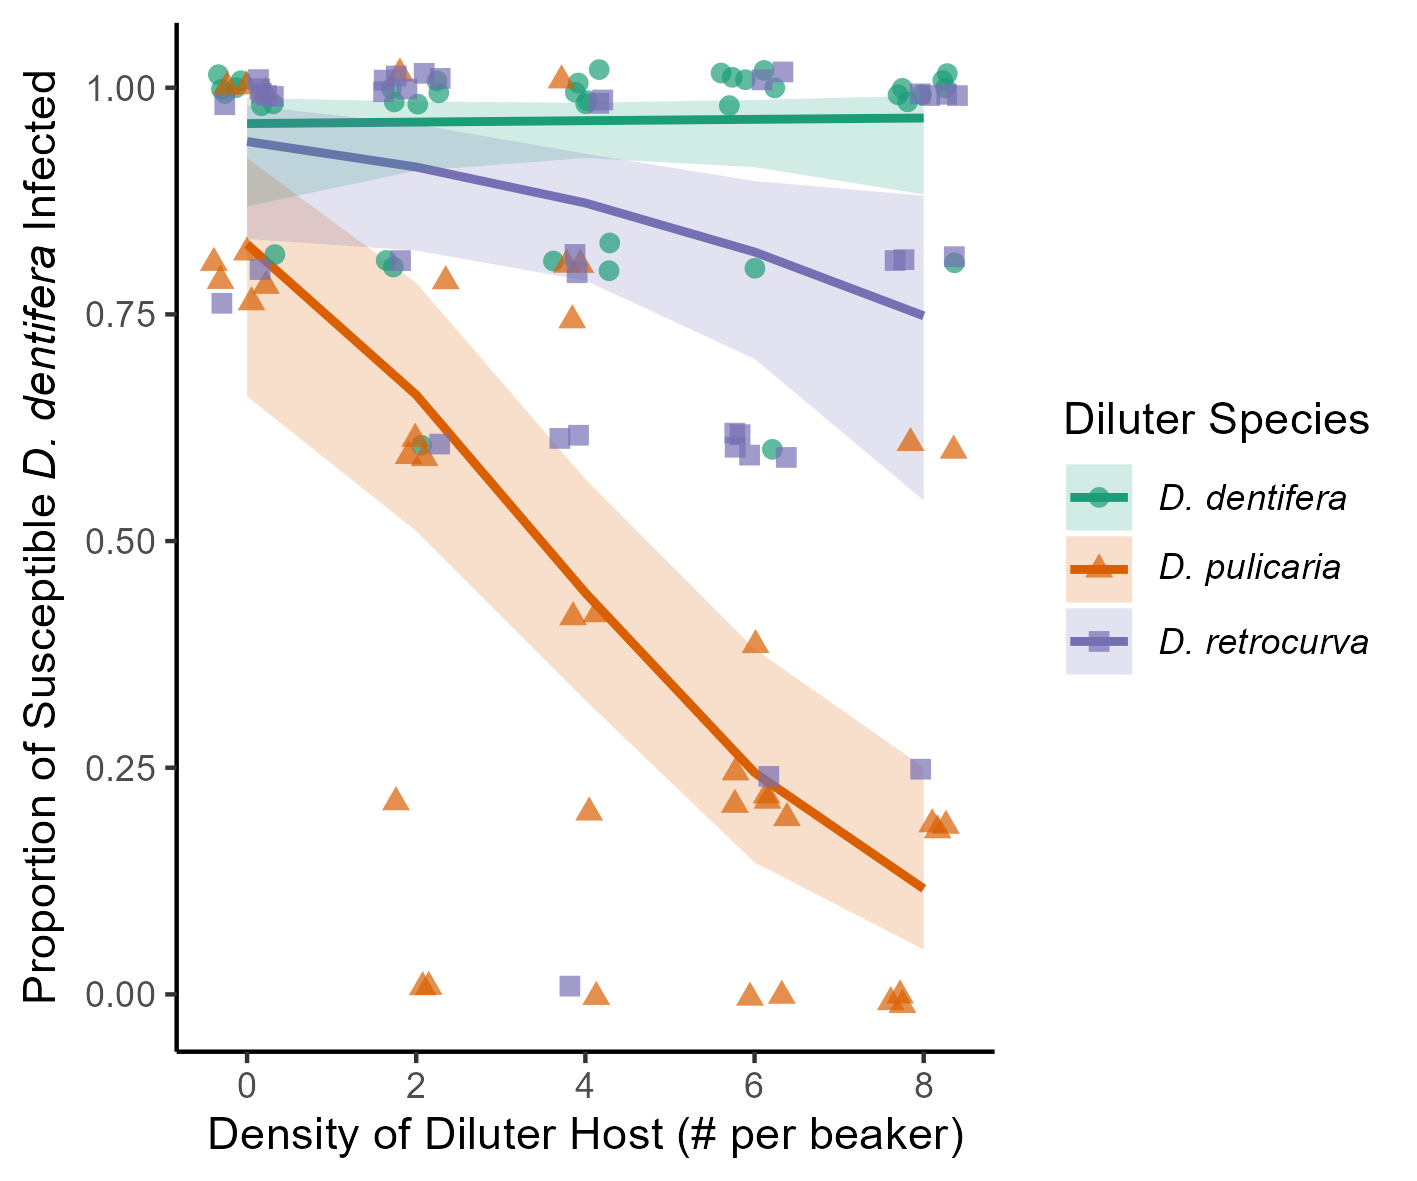 Proportion of Susceptible D. dentifera Infected
1.00
0.75
0.50
0.25
0.00
0 2 4 6 8
Density of Diluter Host (# per beaker)
Diluter Species
D. dentifera
D. pulicaria
D. retrocurva